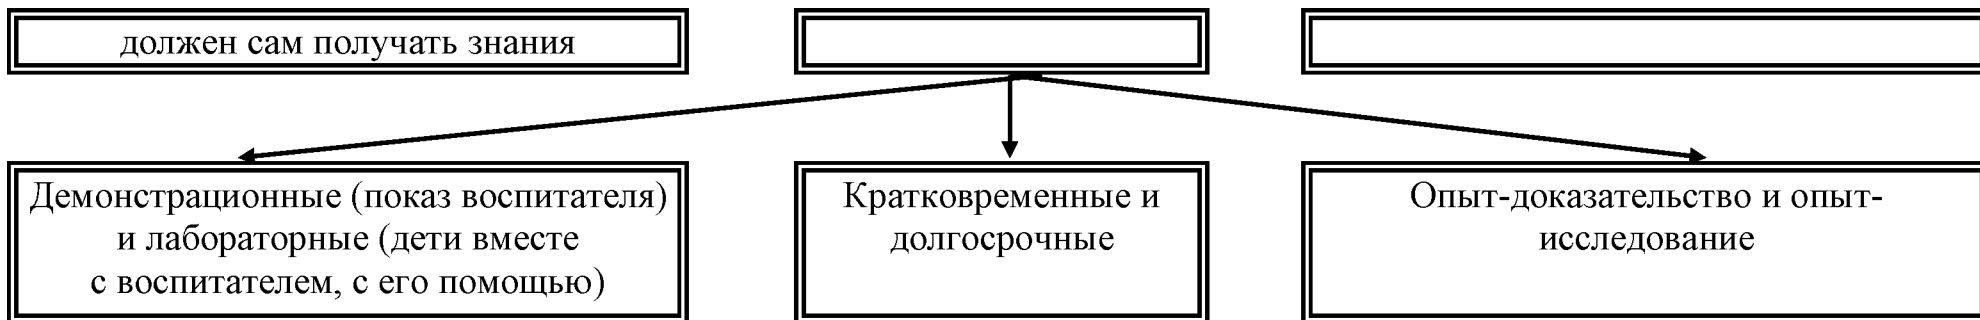 должен сам получать знания
Демонстрационные (показ воспитателя)
и лабораторные (дети вместе
с воспитателем, с его помощью)
Кратковременные и
долгосрочные
Опыт-доказательство и опыт-
исследование